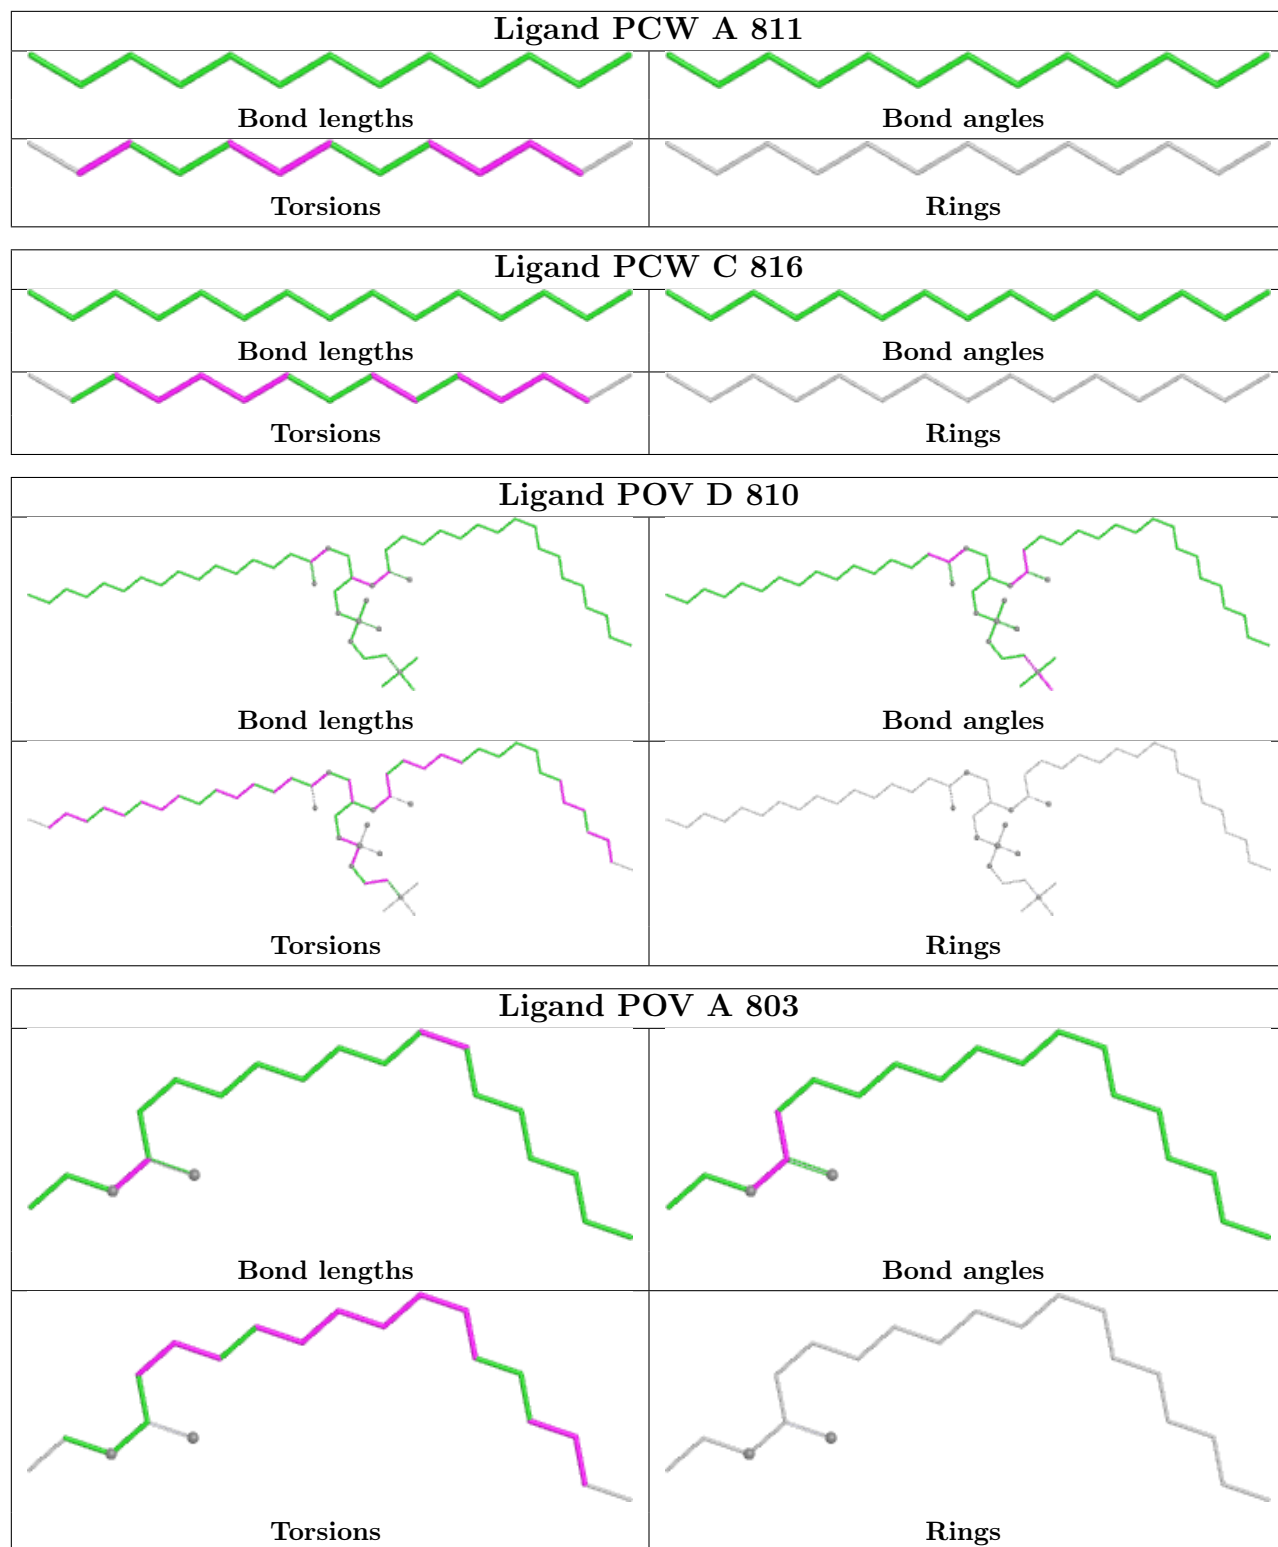 Ligand PCW A 811
Bond lengths
Bond angles
Torsions
Rings
Ligand PCW C 816
Bond lengths
Bond angles
Torsions
Rings
Ligand POV D 810
Bond lengths
Bond angles
Torsions
Rings
Ligand POV A 803
Bond lengths
Bond angles
Torsions
Rings